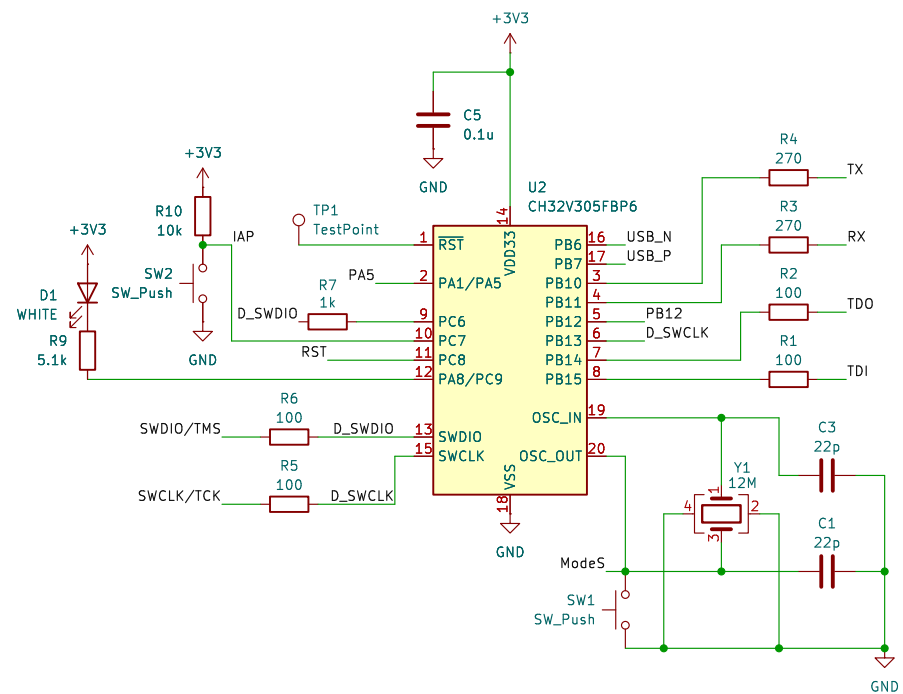 +3V3
C5
0.1u
GND
R4
270
TX
+3V3
R10
10k
IAP
TP1
TestPoint
U2
CH32V305FBP6
14
VDD33
R3
270
RX
+3V3
1
RST
PB6
16
USB_N
PB7
17
USB_P
SW2
SW_Push
PA5
2
PA1/PA5
PB10
3
R2
100
TDO
D1
WHITE
R7
1k
D_SWDIO
PB11
4
9
PC6
PB12
5
PB12
R9
5.1k
GND
10
PC7
PB13
6
D_SWCLK
RST
11
PC8
PB14
7
R1
100
TDI
12
PA8/PC9
PB15
8
R6
100
SWDIO/TMS
D_SWDIO
13
SWDIO
OSC_IN
19
15
SWCLK
OSC_OUT
20
C3
22p
R5
100
SWCLK/TCK
D_SWCLK
VSS
18
GND
Y1
12M
1
4
2
3
C1
22p
ModeS
SW1
SW_Push
GND